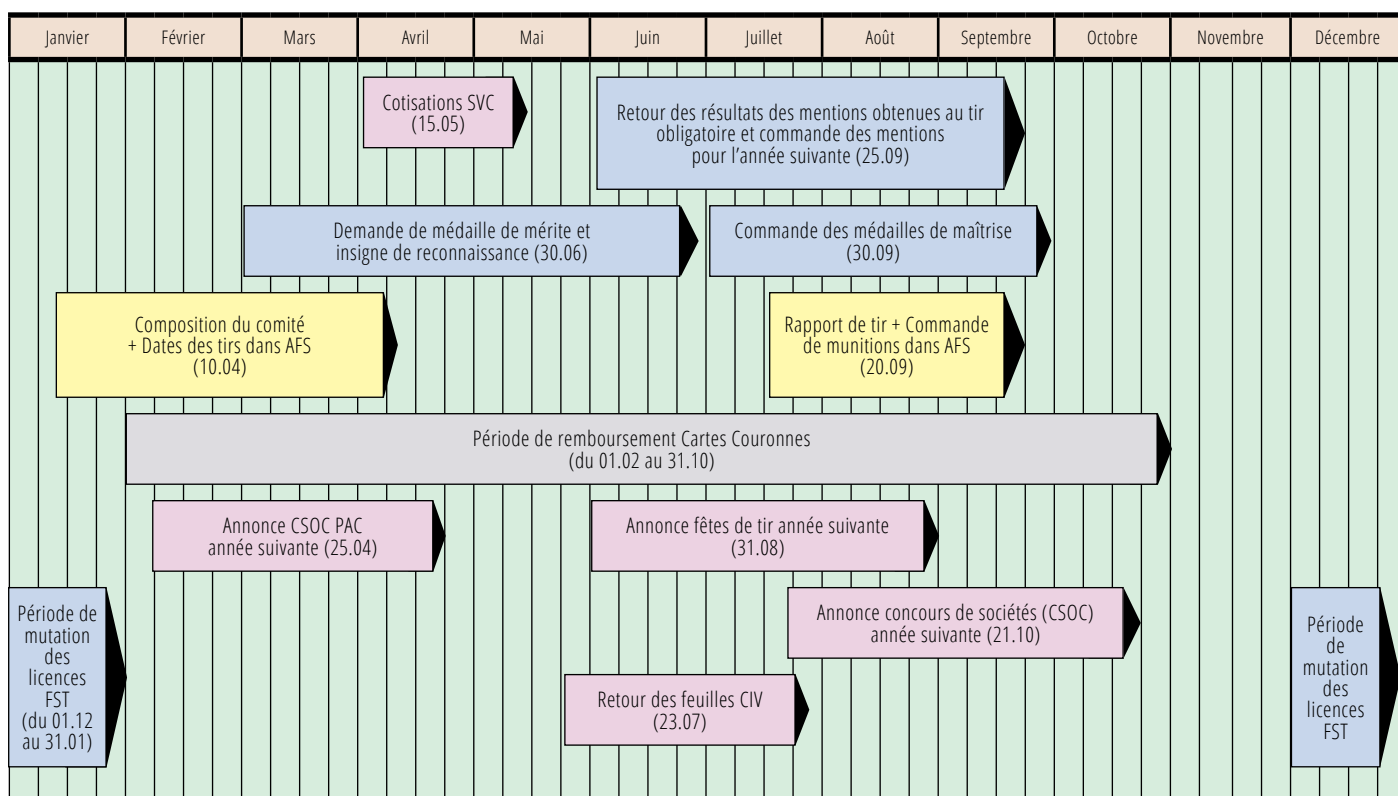 Janvier
Février
Mars
Avril
Mai
Juin
Juillet
Août
Septembre
Octobre
Novembre
Décembre
Cotisations SVC
(15.05)
Retour des résultats des mentions obtenues au tir
obligatoire et commande des mentions
pour l'année suivante (25.09)
Demande de médaille de mérite et
insigne de reconnaissance (30.06)
Commande des médailles de maîtrise
(30.09)
Composition du comité
+ Dates des tirs dans AFS
(10.04)
Rapport de tir + Commande
de munitions dans AFS
(20.09)
Période de remboursement Cartes Couronnes
(du 01.02 au 31.10)
Annonce CSOC PAC
année suivante (25.04)
Annonce fêtes de tir année suivante
(31.08)
Période de
mutation
des
licences
FST
(du 01.12
au 31.01)
Annonce concours de sociétés (CSOC)
année suivante (21.10)
Retour des feuilles CIV
(23.07)
Période
de
mutation
des
licences
FST